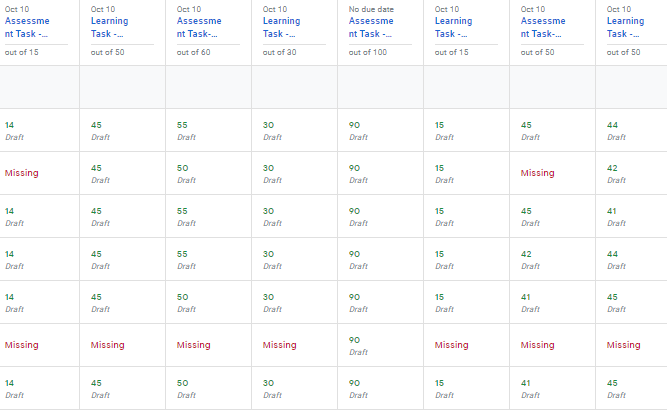 Oct 10 Oct 10 Oct 10 Oct 10 No due date Oct 10 Oct 10 Oct 10
Assessme Learning Assessme Learning Assessme Learning Assessme Learning
nt Task -... Task -... nt Task-... Task -... nt Task -... Task -... nt Task-... Task -...
out of 15 out of 50 out of 60 out of 30 out of 100 out of 15 out of 50 out of 50
14 45 55 30 90 15 45 44
Draft Draft Draft Draft Draft Draft Draft Draft
Missing 45 50 30 90 15 Missing 42
Draft Draft Draft Draft Draft Draft
14 45 55 30 90 15 45 41
Draft Draft Draft Draft Draft Draft Draft Draft
14 45 55 30 90 15 42 44
Draft Draft Draft Draft Draft Draft Draft Draft
14 45 50 30 90 15 41 45
Draft Draft Draft Draft Draft Draft Draft Draft
Missing Missing Missing Missing 90 Missing Missing Missing
Draft
14 45 50 30 90 15 41 45
Draft Draft Draft Draft Draft Draft Draft Draft